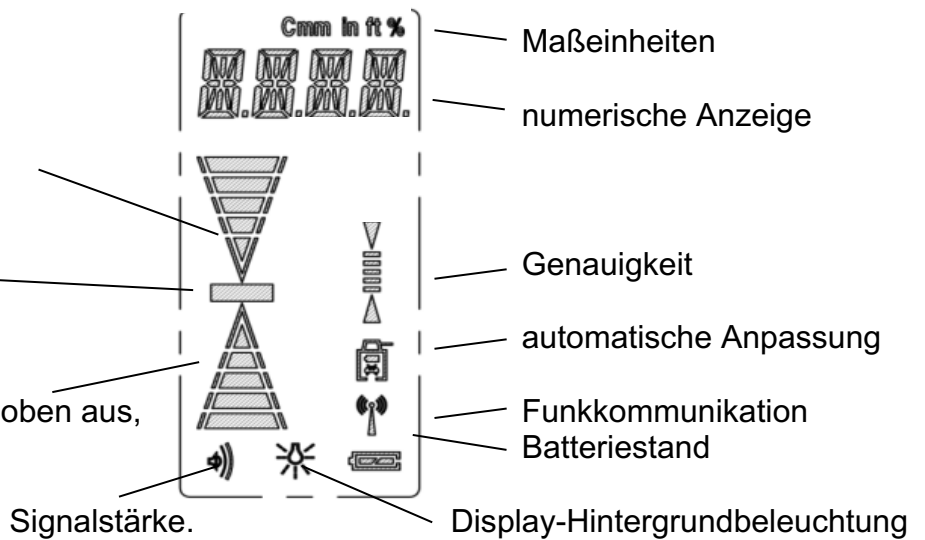 Cmm in ft %
Maßeinheiten
numerische Anzeige
Genauigkeit
automatische Anpassung
oben aus,
Funkkommunikation
Batteriestand
Signalstärke.
Display-Hintergrundbeleuchtung